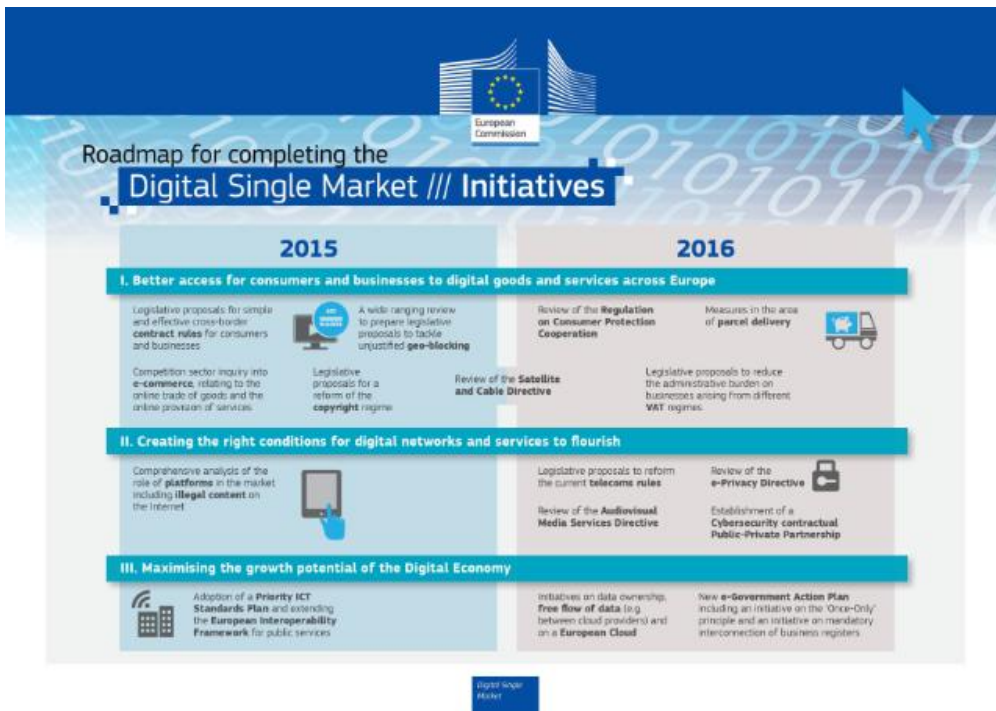 European
Commission
Roadmap for completing the
Digital Single Market /// Initiatives
2015
2016
I. Better access for consumers and businesses to digital goods and services across Europe
Legislative proposals for simple
and effective cross-border
contract rules for consumers
and businesses
A wide ranging review
to prepare legislative
proposals to tackle
unjustified geo-blocking
Review of the Regulation
on Consumer Protection
Cooperation
Measures in the area
of parcel delivery
Competition sector inquiry into
e-commerce, relating to the
online trade of goods and the
online provision of services
Legislative
proposals for a
reform of the
copyright regime
Review of the Satellite
and Cable Directive
Legislative proposals to reduce
the administrative burden on
businesses arising from different
VAT regimes
II. Creating the right conditions for digital networks and services to flourish
Comprehensive analysis of the
role of platforms in the market
including illegal content on
the Internet
Legislative proposals to reform
the current telecoms rules
Review of the
e-Privacy Directive
Review of the Audiovisual
Media Services Directive
Establishment of a
Cybersecurity contractual
Public-Private Partnership
III. Maximising the growth potential of the Digital Economy
Adoption of a Priority ICT
Standards Plan and extending
the European Interoperability
Framework for public services
Initiatives on data ownership,
free flow of data (e.g.
between cloud providers) and
on a European Cloud
New e-Government Action Plan
including an initiative on the 'Once-Only'
principle and an initiative on mandatory
interconnection of business registers
Digital Single
Market